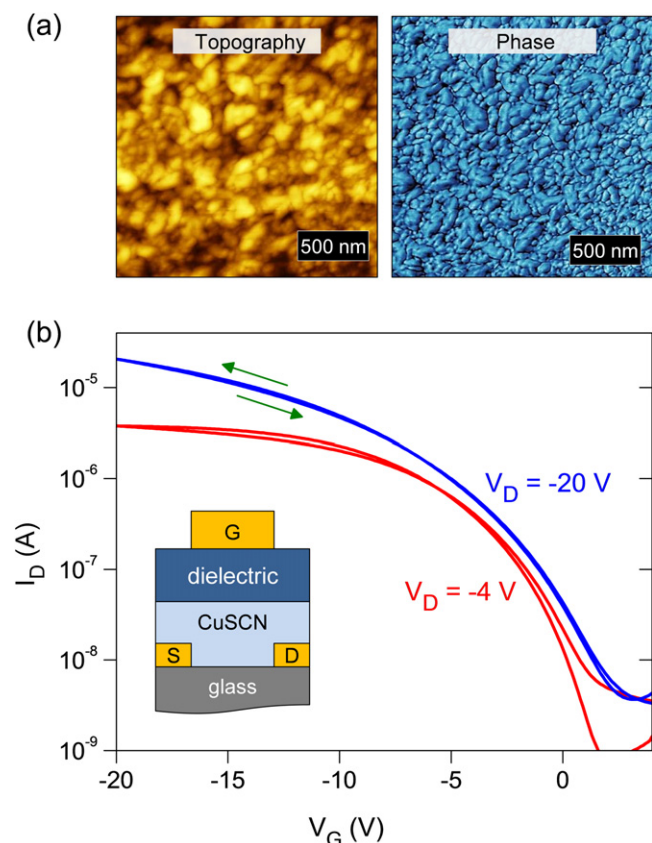 (a)
Topography
Phase
500 nm
500 nm
(b)
10⁻⁵
10⁻⁶
10⁻⁷
10⁻⁸
10⁻⁹
I_D (A)
V_D = -20 V
V_D = -4 V
G
dielectric
CuSCN
S
D
glass
-20
-15
-10
-5
0
V_G (V)